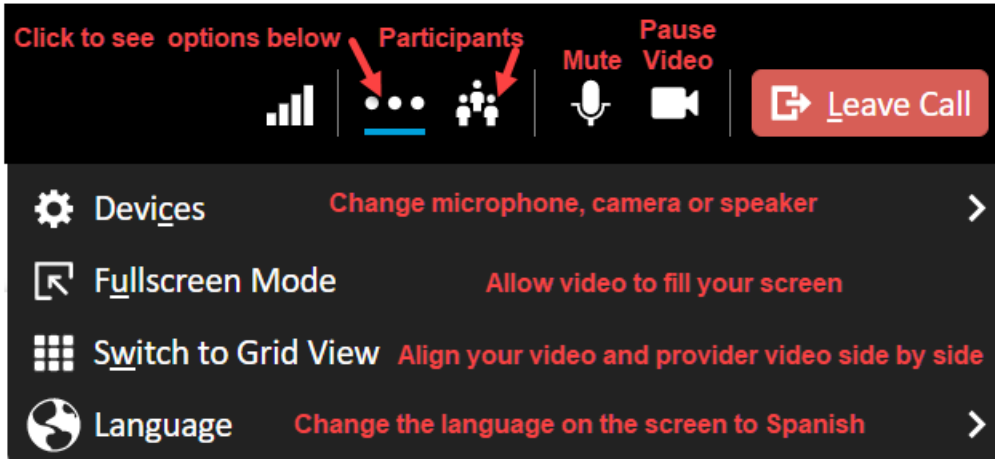 Click to see options below Participants Pause
Mute Video
Leave Call
Devices Change microphone, camera or speaker
Fullscreen Mode Allow video to fill your screen
Switch to Grid View Align your video and provider video side by side
Language Change the language on the screen to Spanish